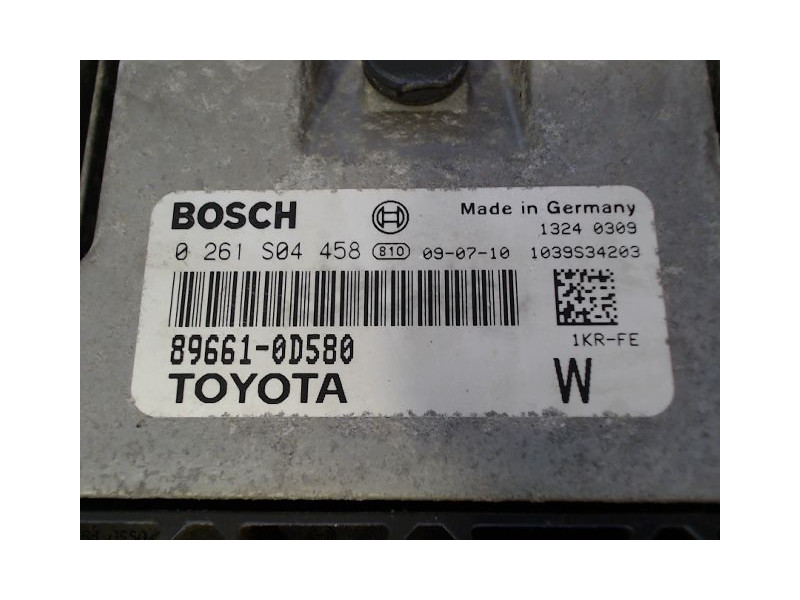 BOSCH Made in Germany
1324 0309
0 261 S04 458 810 09-07-10 1039S34203
89661-0D580 1KR-FE
TOYOTA W